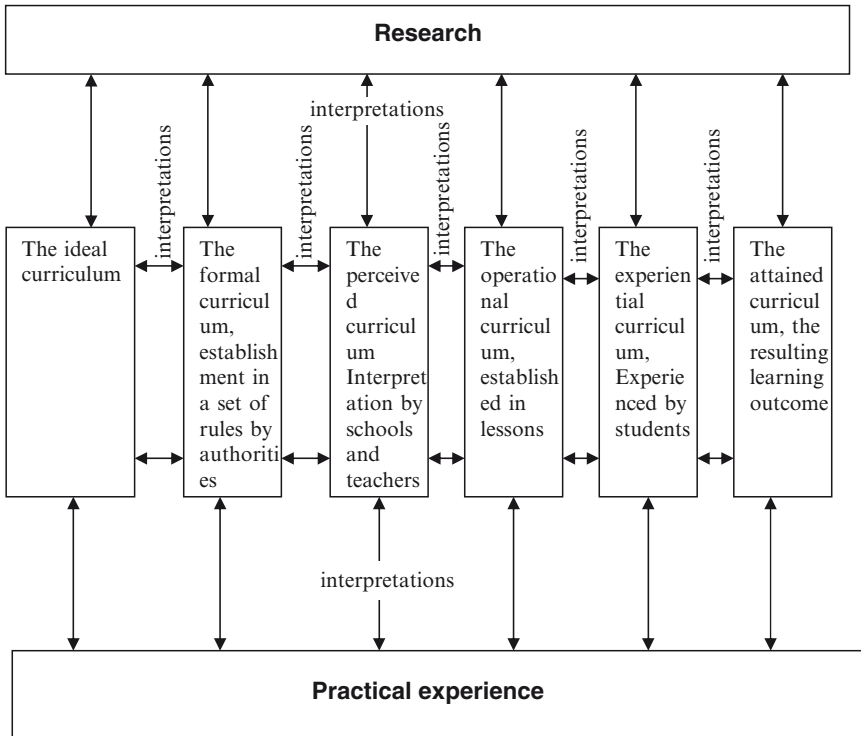 Research
interpretations
interpretations
interpretations
interpretations
interpretations
interpretations
The ideal
curriculum
The
formal
curricul
um,
establish
ment in
a set of
rules by
authoriti
es
The
perceive
d
curriculu
m
Interpret
ation by
schools
and
teachers
The
operatio
nal
curricul
um,
establish
ed in
lessons
The
experien
tial
curricul
um,
Experie
nced by
students
The
attained
curricul
um, the
resulting
learning
outcome
interpretations
Practical experience